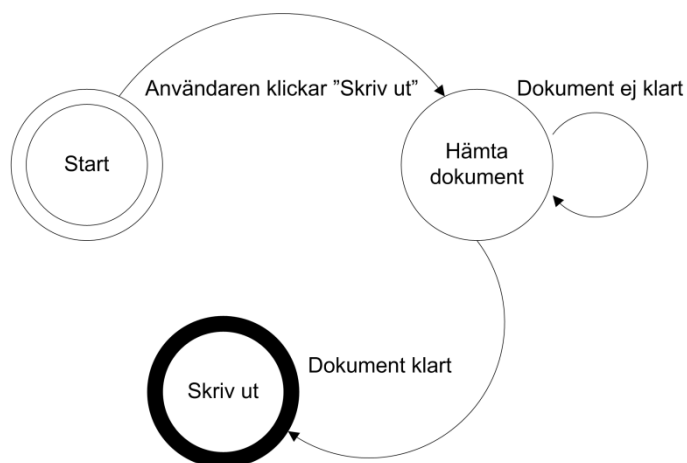 Användaren klickar ”Skriv ut”
Dokument ej klart
Start
Hämta
dokument
Dokument klart
Skriv ut